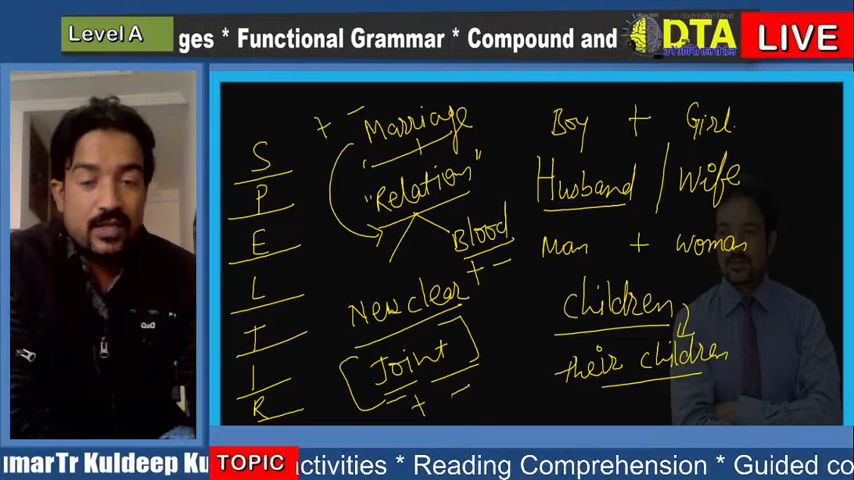 Level A
ges * Functional Grammar * Compound and
DTA
LIVE
S
P
E
L
I
I
R
+ -
Marriage
+
"Relation"
Blood
+ -
New clear
Joint
+ -
Boy + Girl.
Husband / Wife
Man + woman
children
their children
umarTr Kuldeep Ku
TOPIC
ctivities * Reading Comprehension * Guided co